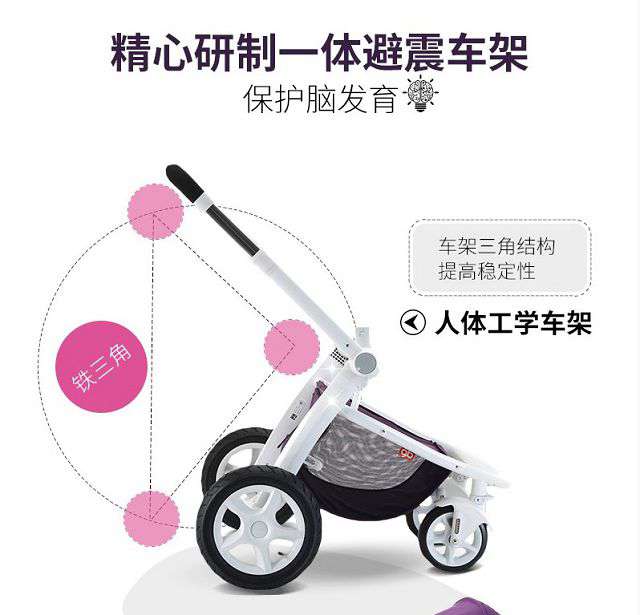 精心研制一体避震车架
保护脑发育
车架三角结构
提高稳定性
人体工学车架
铁三角
gb